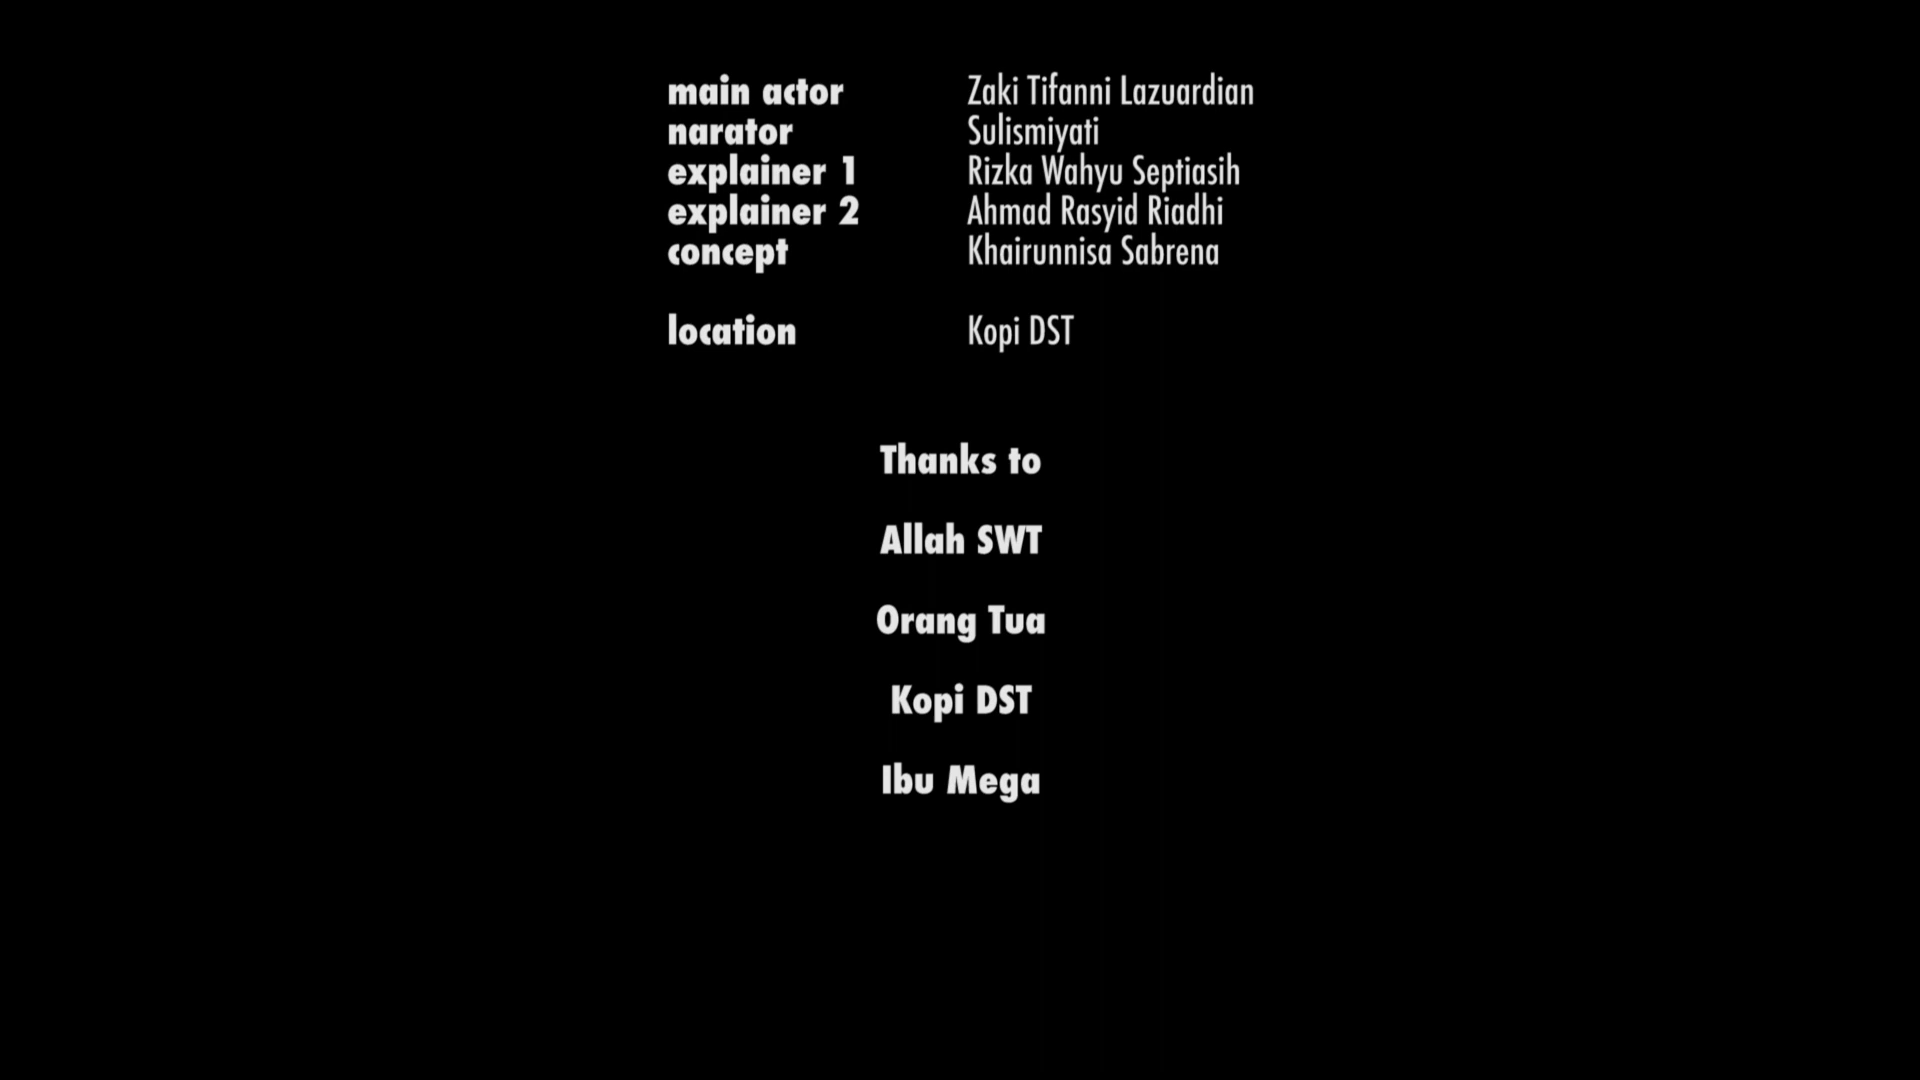 main actor Zaki Tifanni Lazuardian
narator Sulismiyati
explainer 1 Rizka Wahyu Septiasih
explainer 2 Ahmad Rasyid Riadhi
concept Khairunnisa Sabrena
location Kopi DST
Thanks to
Allah SWT
Orang Tua
Kopi DST
Ibu Mega